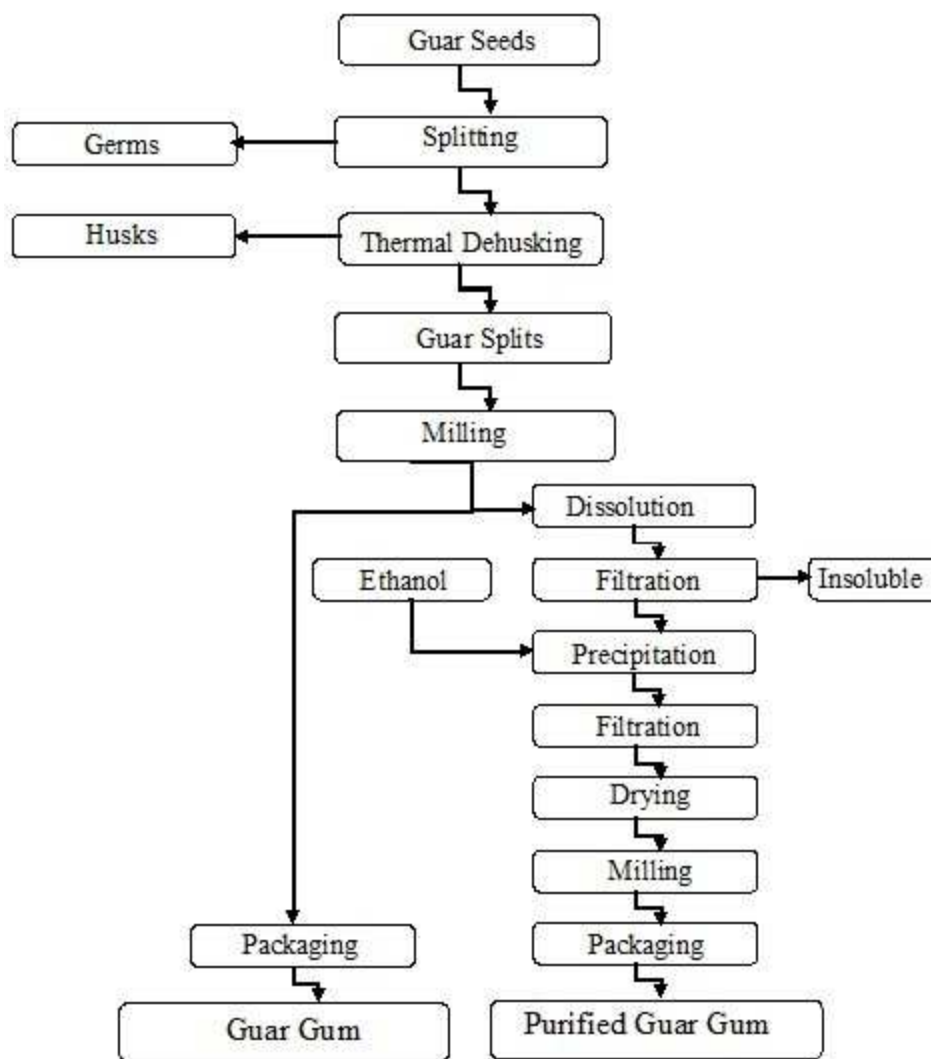 Guar Seeds
Germs
Splitting
Husks
Thermal Dehusking
Guar Splits
Milling
Dissolution
Ethanol
Filtration
Insoluble
Precipitation
Filtration
Drying
Milling
Packaging
Packaging
Guar Gum
Purified Guar Gum